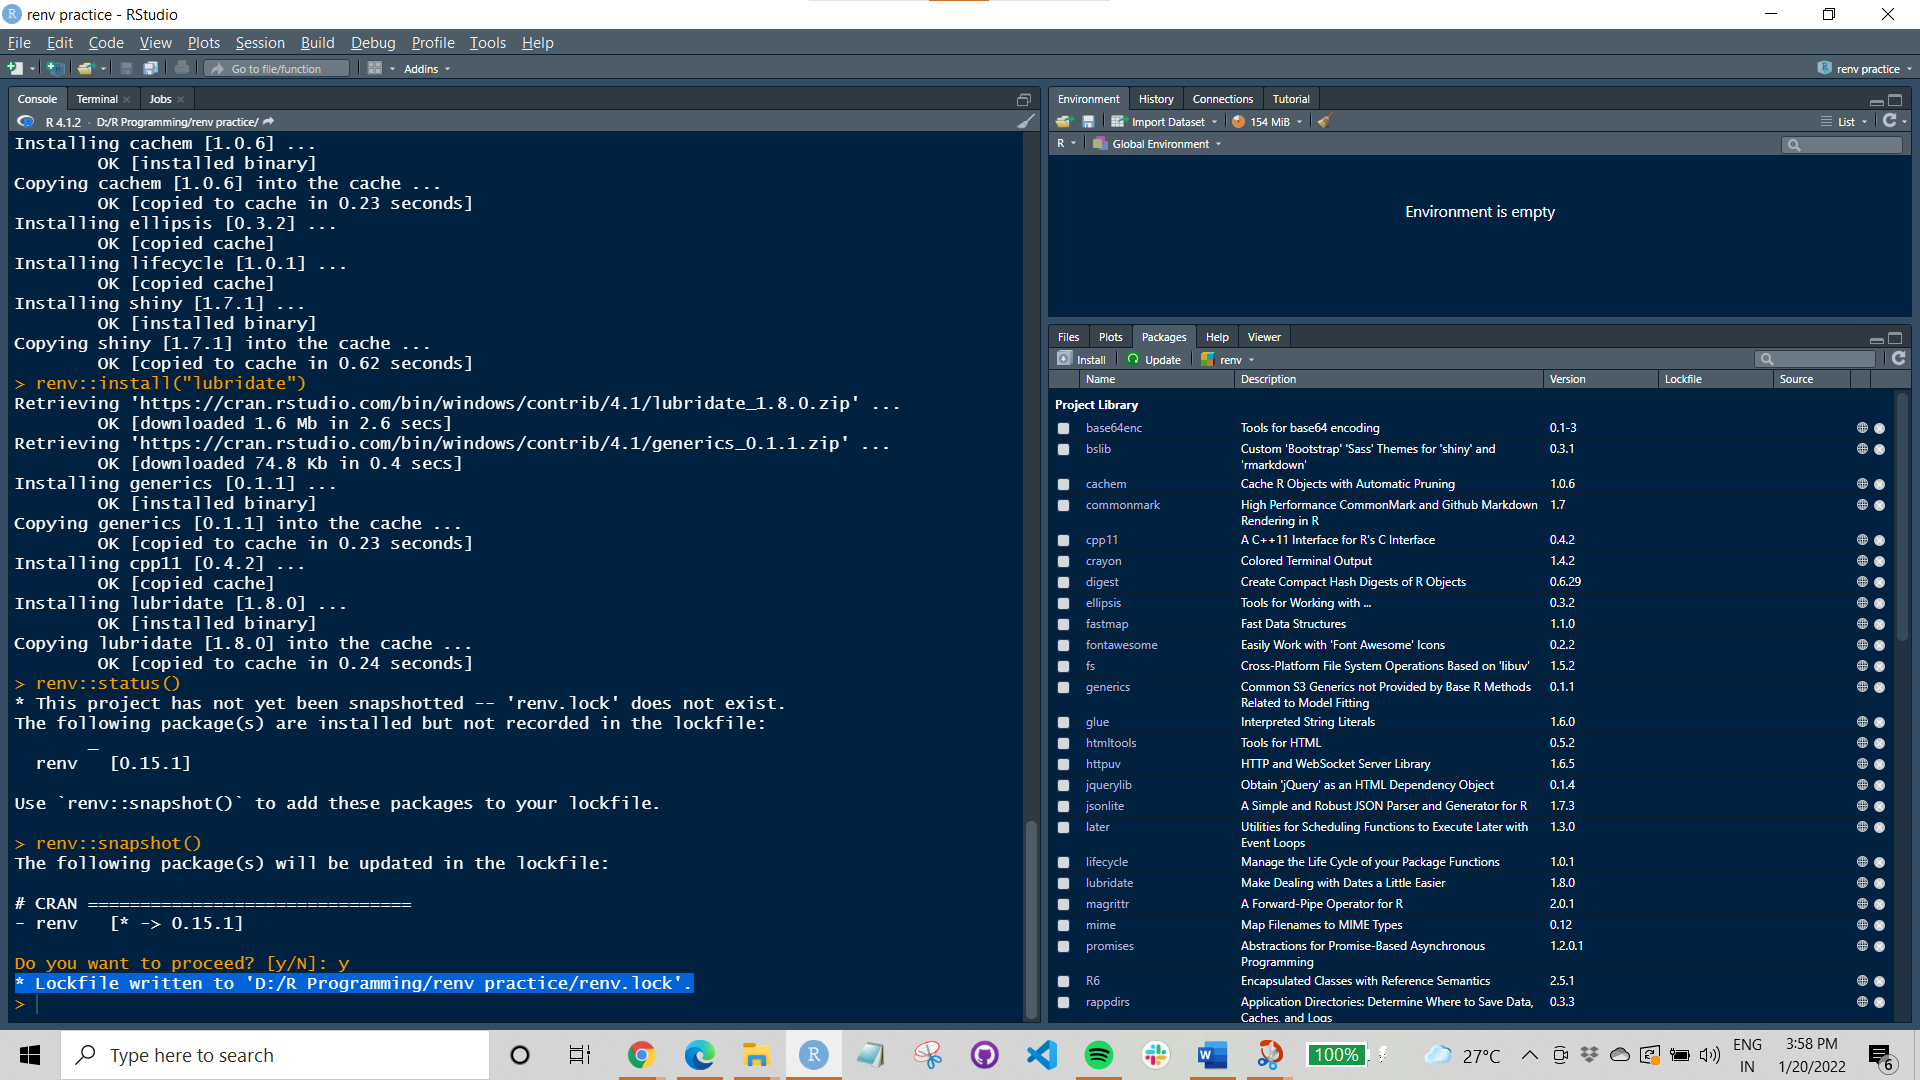 renv practice - RStudio
File Edit Code View Plots Session Build Debug Profile Tools Help
Go to file/function Addins renv practice
Console Terminal Jobs
R 4.1.2 · D:/R Programming/renv practice/
Installing cachem [1.0.6] ...
OK [installed binary]
Copying cachem [1.0.6] into the cache ...
OK [copied to cache in 0.23 seconds]
Installing ellipsis [0.3.2] ...
OK [copied cache]
Installing lifecycle [1.0.1] ...
OK [copied cache]
Installing shiny [1.7.1] ...
OK [installed binary]
Copying shiny [1.7.1] into the cache ...
OK [copied to cache in 0.62 seconds]
> renv::install("lubridate")
Retrieving 'https://cran.rstudio.com/bin/windows/contrib/4.1/lubridate_1.8.0.zip' ...
OK [downloaded 1.6 Mb in 2.6 secs]
Retrieving 'https://cran.rstudio.com/bin/windows/contrib/4.1/generics_0.1.1.zip' ...
OK [downloaded 74.8 Kb in 0.4 secs]
Installing generics [0.1.1] ...
OK [installed binary]
Copying generics [0.1.1] into the cache ...
OK [copied to cache in 0.23 seconds]
Installing cpp11 [0.4.2] ...
OK [copied cache]
Installing lubridate [1.8.0] ...
OK [installed binary]
Copying lubridate [1.8.0] into the cache ...
OK [copied to cache in 0.24 seconds]
> renv::status()
* This project has not yet been snapshotted -- 'renv.lock' does not exist.
The following package(s) are installed but not recorded in the lockfile:
_
renv [0.15.1]
Use `renv::snapshot()` to add these packages to your lockfile.
> renv::snapshot()
The following package(s) will be updated in the lockfile:
# CRAN ===============================
- renv [* -> 0.15.1]
Do you want to proceed? [y/N]: y
* Lockfile written to 'D:/R Programming/renv practice/renv.lock'.
>
Environment History Connections Tutorial
Import Dataset 154 MiB List
R Global Environment
Environment is empty
Files Plots Packages Help Viewer
Install Update renv
Name Description Version Lockfile Source
Project Library
base64enc Tools for base64 encoding 0.1-3
bslib Custom 'Bootstrap' 'Sass' Themes for 'shiny' and 0.3.1
'rmarkdown'
cachem Cache R Objects with Automatic Pruning 1.0.6
commonmark High Performance CommonMark and Github Markdown 1.7
Rendering in R
cpp11 A C++11 Interface for R's C Interface 0.4.2
crayon Colored Terminal Output 1.4.2
digest Create Compact Hash Digests of R Objects 0.6.29
ellipsis Tools for Working with ... 0.3.2
fastmap Fast Data Structures 1.1.0
fontawesome Easily Work with 'Font Awesome' Icons 0.2.2
fs Cross-Platform File System Operations Based on 'libuv' 1.5.2
generics Common S3 Generics not Provided by Base R Methods 0.1.1
Related to Model Fitting
glue Interpreted String Literals 1.6.0
htmltools Tools for HTML 0.5.2
httpuv HTTP and WebSocket Server Library 1.6.5
jquerylib Obtain 'jQuery' as an HTML Dependency Object 0.1.4
jsonlite A Simple and Robust JSON Parser and Generator for R 1.7.3
later Utilities for Scheduling Functions to Execute Later with 1.3.0
Event Loops
lifecycle Manage the Life Cycle of your Package Functions 1.0.1
lubridate Make Dealing with Dates a Little Easier 1.8.0
magrittr A Forward-Pipe Operator for R 2.0.1
mime Map Filenames to MIME Types 0.12
promises Abstractions for Promise-Based Asynchronous 1.2.0.1
Programming
R6 Encapsulated Classes with Reference Semantics 2.5.1
rappdirs Application Directories: Determine Where to Save Data, 0.3.3
Caches, and Logs
Type here to search
100%
27°C
ENG
IN
3:58 PM
1/20/2022
6